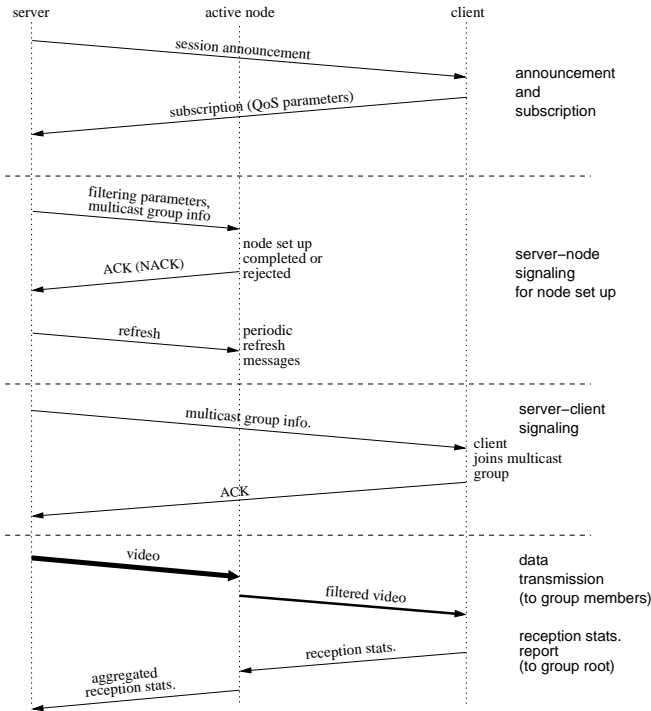 server
active node
client
session announcement
subscription (QoS parameters)
announcement
and
subscription
filtering parameters,
multicast group info
node set up
completed or
rejected
ACK (NACK)
refresh
periodic
refresh
messages
server−node
signaling
for node set up
multicast group info.
client
joins multicast
group
ACK
server−client
signaling
video
filtered video
data
transmission
(to group members)
reception stats.
aggregated
reception stats.
reception stats.
report
(to group root)